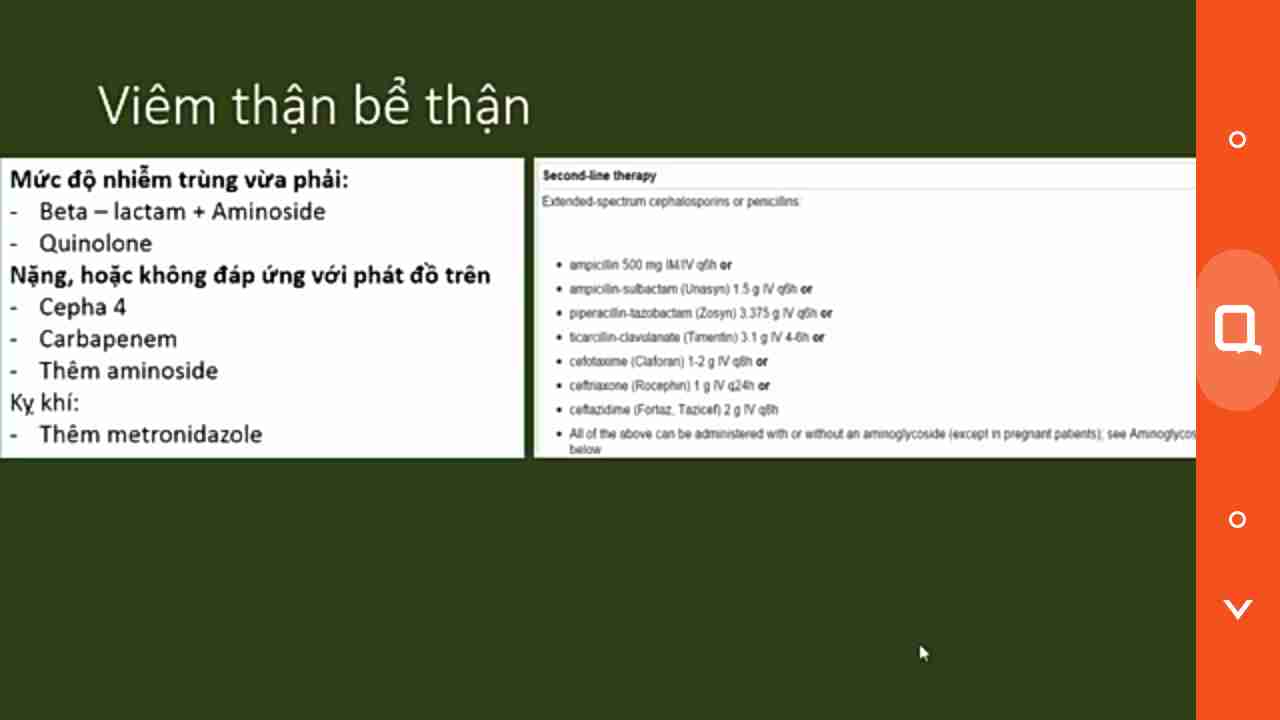 Viêm thận bể thận
Mức độ nhiễm trùng vừa phải:
- Beta – lactam + Aminoside
- Quinolone
Nặng, hoặc không đáp ứng với phát đồ trên
- Cepha 4
- Carbapenem
- Thêm aminoside
Kỵ khí:
- Thêm metronidazole
Second-line therapy
Extended-spectrum cephalosporins or penicillins:
• ampicillin 500 mg IM/IV q6h or
• ampicillin-sulbactam (Unasyn) 1.5 g IV q6h or
• piperacillin-tazobactam (Zosyn) 3.375 g IV q6h or
• ticarcillin-clavulanate (Timentin) 3.1 g IV 4-6h or
• cefotaxime (Claforan) 1-2 g IV q8h or
• ceftriaxone (Rocephin) 1 g IV q24h or
• ceftazidime (Fortaz, Tazicef) 2 g IV q8h
• All of the above can be administered with or without an aminoglycoside (except in pregnant patients); see Aminoglycos
below